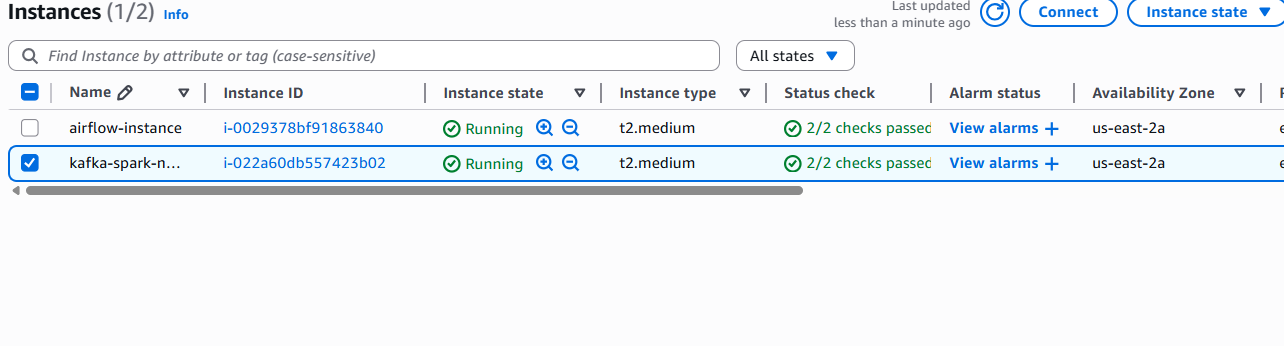 Instances (1/2) Info
Last updated
less than a minute ago
Connect
Instance state
Find Instance by attribute or tag (case-sensitive)
All states
Name Instance ID Instance state Instance type Status check Alarm status Availability Zone
airflow-instance i-0029378bf91863840 Running t2.medium 2/2 checks passed View alarms + us-east-2a
kafka-spark-n... i-022a60db557423b02 Running t2.medium 2/2 checks passed View alarms + us-east-2a